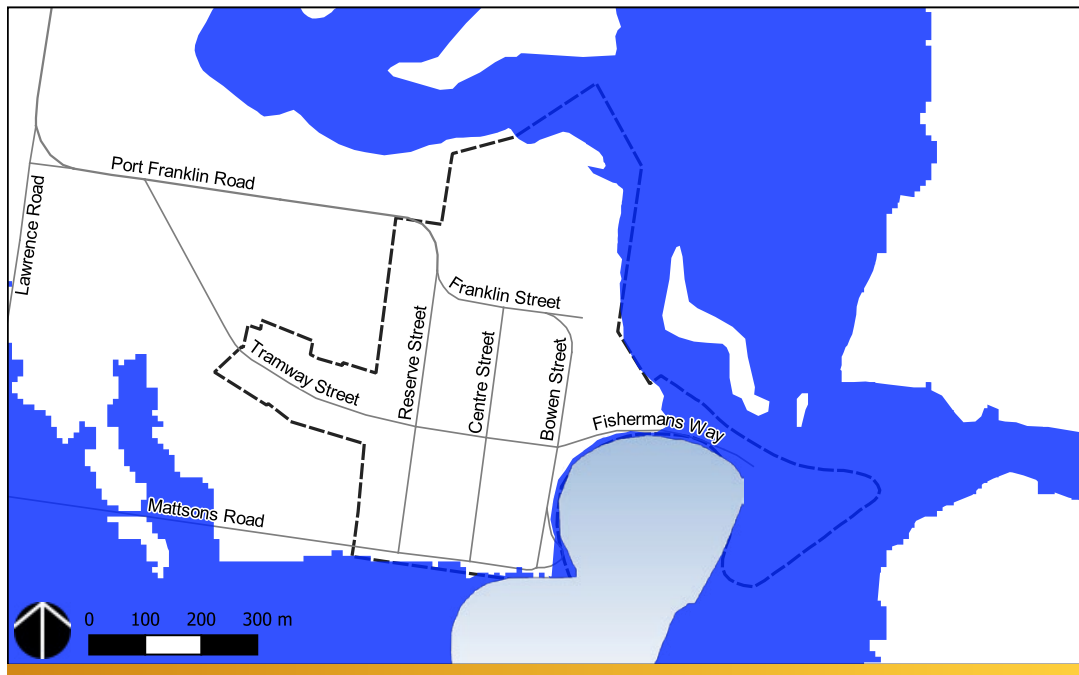 Port Franklin Road
Lawrence Road
Franklin Street
Reserve Street
Centre Street
Bowen Street
Tramway Street
Fishermans Way
Mattsons Road
0 100 200 300 m